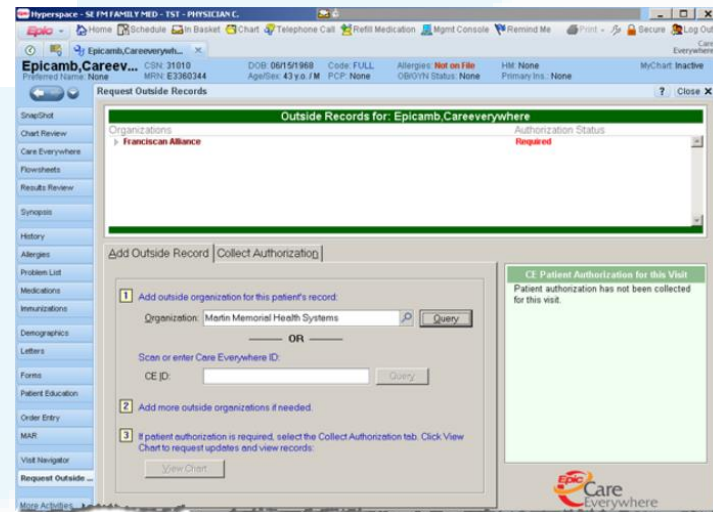 Hyperspace - SE FM FAMILY MED - TST - PHYSICIAN C.
Epic Home Schedule In Basket Chart Telephone Call Refill Medication Mgmt Console Remind Me Print Secure Log Out
Epicamb,Careeverywh... Care Everywhere
Epicamb,Careev... CSN: 31010 DOB: 06/15/1968 Code: FULL Allergies: Not on File HM: None MyChart: Inactive
Preferred Name: None MRN: E3360344 Age/Sex: 43 y.o. / M PCP: None OB/GYN Status: None Primary Ins.: None
Request Outside Records ? Close X
SnapShot
Chart Review
Care Everywhere
Flowsheets
Results Review
Synopsis
History
Allergies
Problem List
Medications
Immunizations
Demographics
Letters
Forms
Patient Education
Order Entry
MAR
Visit Navigator
Request Outside ...
More Activities
Outside Records for: Epicamb,Careeverywhere
Organizations Authorization Status
Franciscan Alliance Required
Add Outside Record Collect Authorization
1 Add outside organization for this patient's record:
Organization: Martin Memorial Health Systems Query
OR
Scan or enter Care Everywhere ID:
CE ID: Query
2 Add more outside organizations if needed.
3 If patient authorization is required, select the Collect Authorization tab. Click View
Chart to request updates and view records:
View Chart
CE Patient Authorization for this Visit
Patient authorization has not been collected
for this visit.
Epic
Care
Everywhere